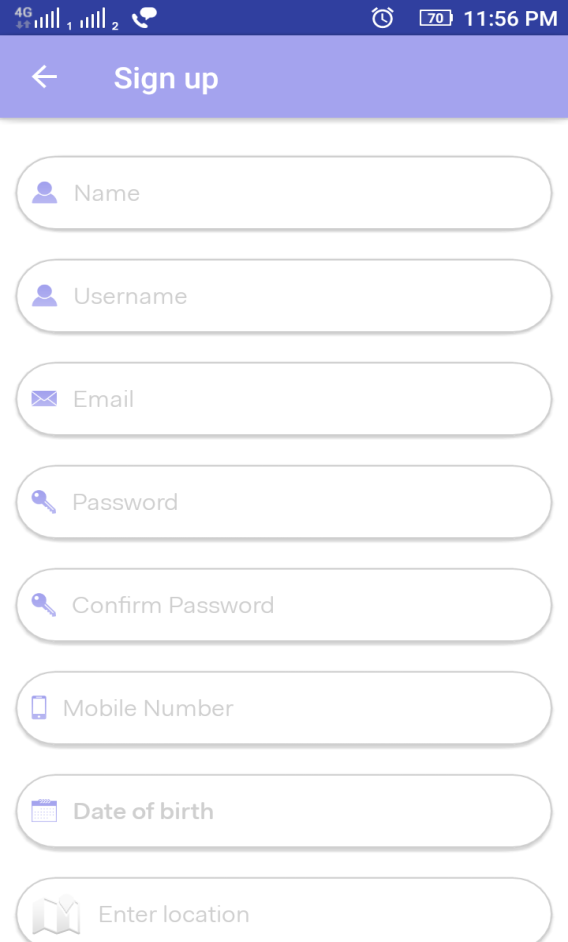 4G 1 2 70 11:56 PM
Sign up
Name
Username
Email
Password
Confirm Password
Mobile Number
Date of birth
Enter location